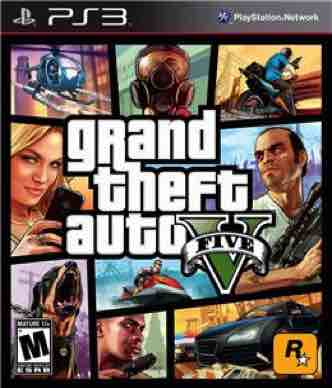 PS3
PlayStation.Network
grand
theft
auto
V
FIVE
MATURE 17+
M
ESRB
R★